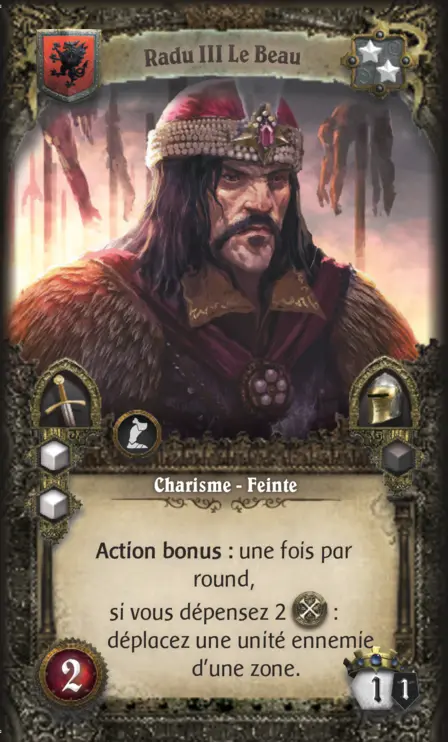 Radu III Le Beau
Charisme - Feinte
Action bonus : une fois par
round,
si vous dépensez 2 :
déplacez une unité ennemie
d'une zone.
2
1 1